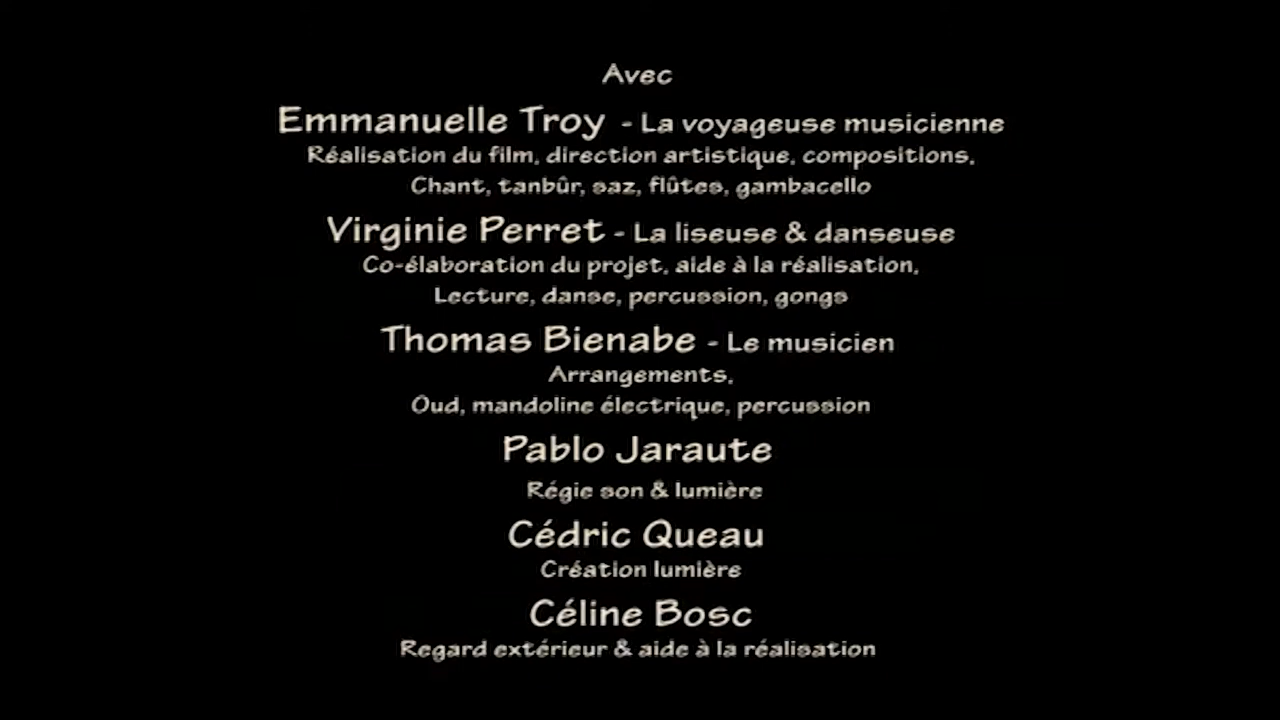 Avec
Emmanuelle Troy - La voyageuse musicienne
Réalisation du film, direction artistique, compositions,
Chant, tanbûr, saz, flûtes, gambacello
Virginie Perret - La liseuse & danseuse
Co-élaboration du projet, aide à la réalisation,
Lecture, danse, percussion, gongs
Thomas Bienabe - Le musicien
Arrangements,
Oud, mandoline électrique, percussion
Pablo Jaraute
Régie son & lumière
Cédric Queau
Création lumière
Céline Bosc
Regard extérieur & aide à la réalisation